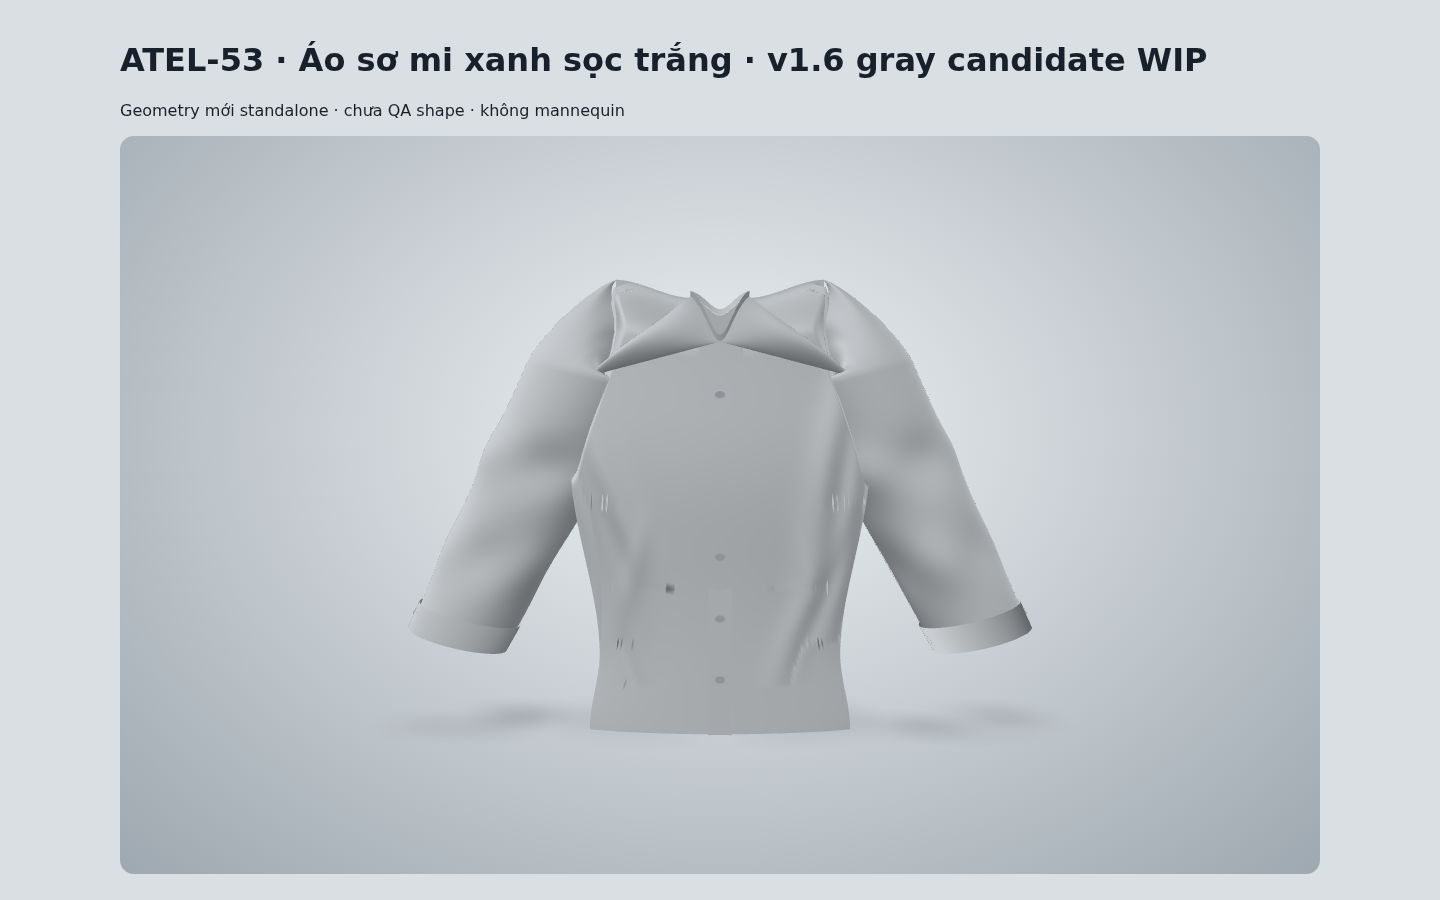 ATEL-53 · Áo sơ mi xanh sọc trắng · v1.6 gray candidate WIP
Geometry mới standalone · chưa QA shape · không mannequin